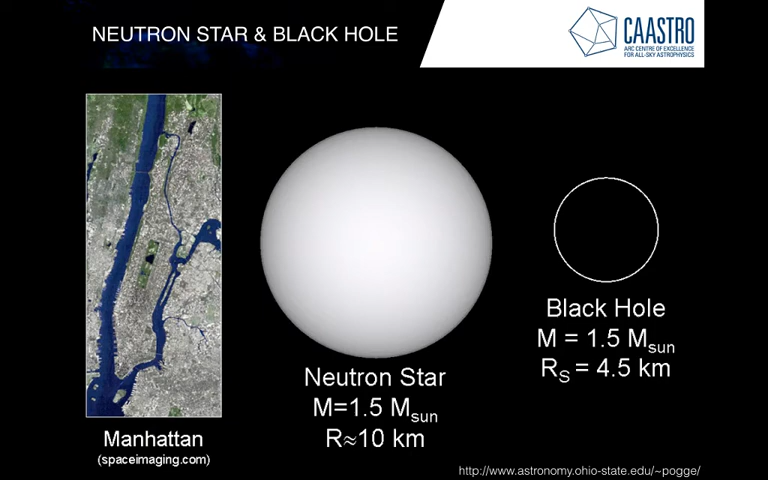 NEUTRON STAR & BLACK HOLE
CAASTRO
ARC CENTRE OF EXCELLENCE
FOR ALL-SKY ASTROPHYSICS
Manhattan
(spaceimaging.com)
Neutron Star
M=1.5 Msun
R≈10 km
Black Hole
M = 1.5 Msun
RS = 4.5 km
http://www.astronomy.ohio-state.edu/~pogge/